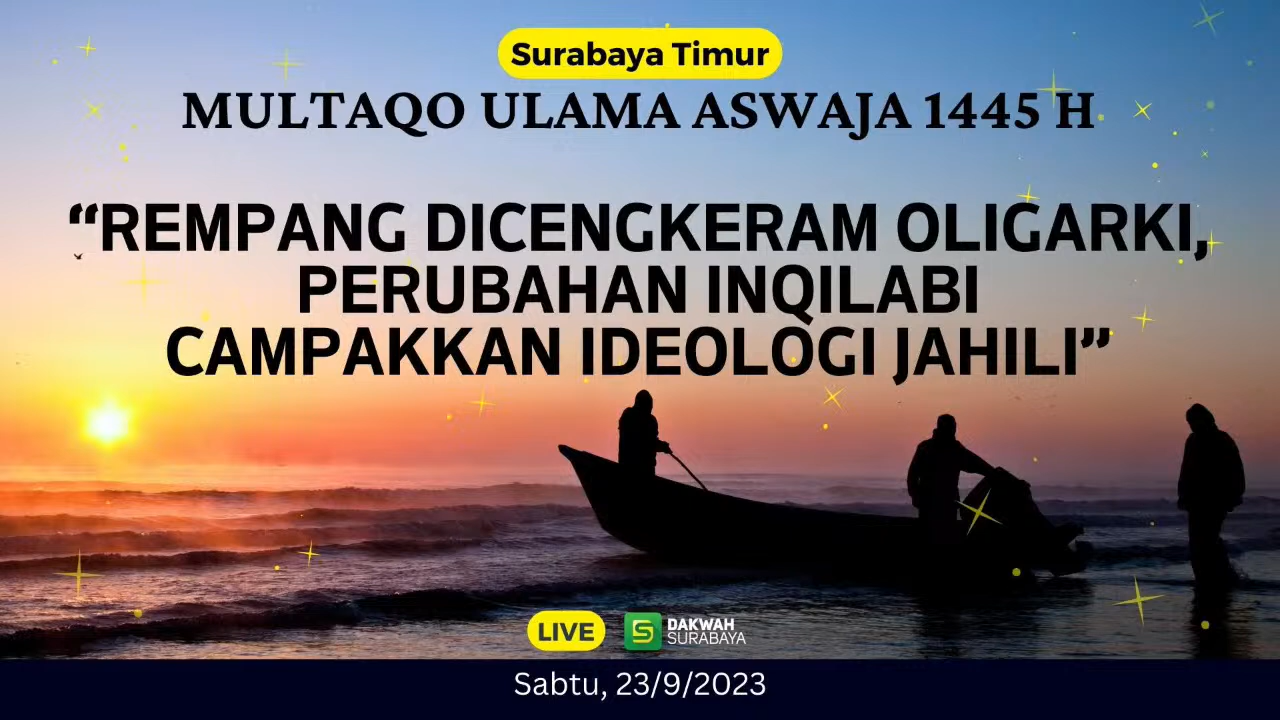 Surabaya Timur
MULTAQO ULAMA ASWAJA 1445 H
“REMPANG DICENGKERAM OLIGARKI,
PERUBAHAN INQILABI
CAMPAKKAN IDEOLOGI JAHILI”
LIVE
S DAKWAH
SURABAYA
Sabtu, 23/9/2023